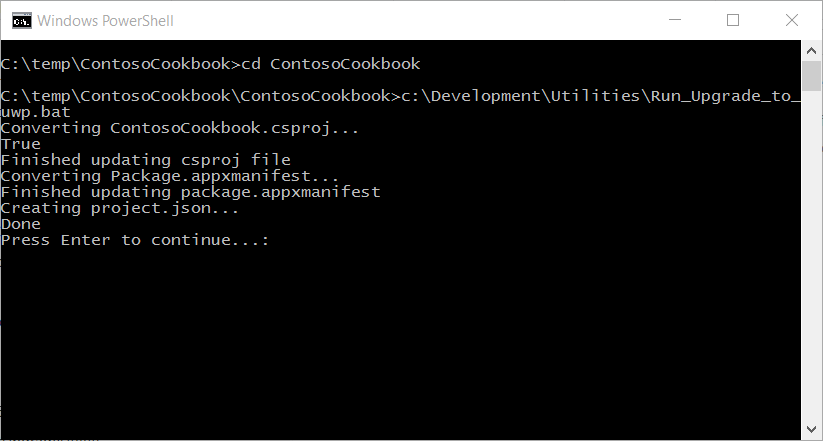 Windows PowerShell
C:\temp\ContosoCookbook>cd ContosoCookbook
C:\temp\ContosoCookbook\ContosoCookbook>c:\Development\Utilities\Run_Upgrade_to_
uwp.bat
Converting ContosoCookbook.csproj...
True
Finished updating csproj file
Converting Package.appxmanifest...
Finished updating package.appxmanifest
Creating project.json...
Done
Press Enter to continue...: